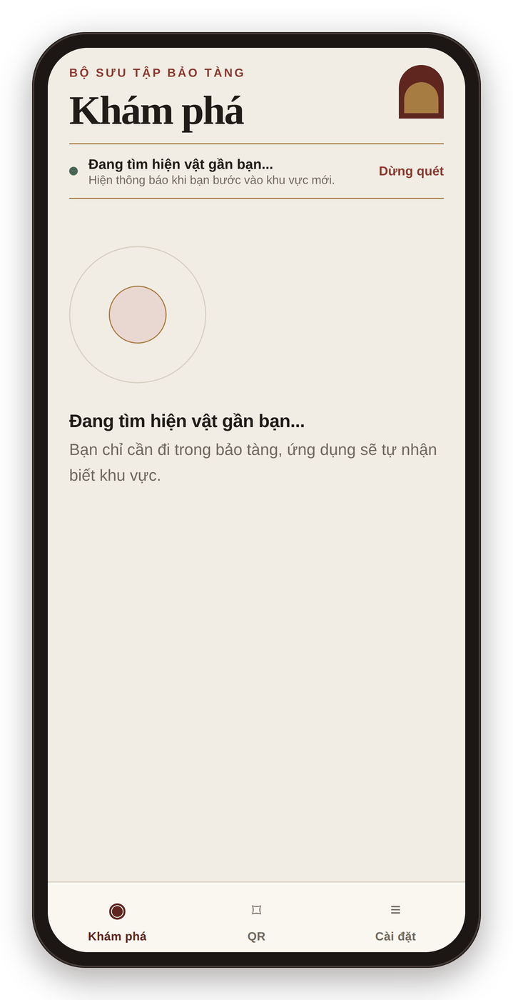 BỘ SƯU TẬP BẢO TÀNG
Khám phá
Đang tìm hiện vật gần bạn...
Hiện thông báo khi bạn bước vào khu vực mới.
Dừng quét
Đang tìm hiện vật gần bạn...
Bạn chỉ cần đi trong bảo tàng, ứng dụng sẽ tự nhận
biết khu vực.
Khám phá
QR
Cài đặt